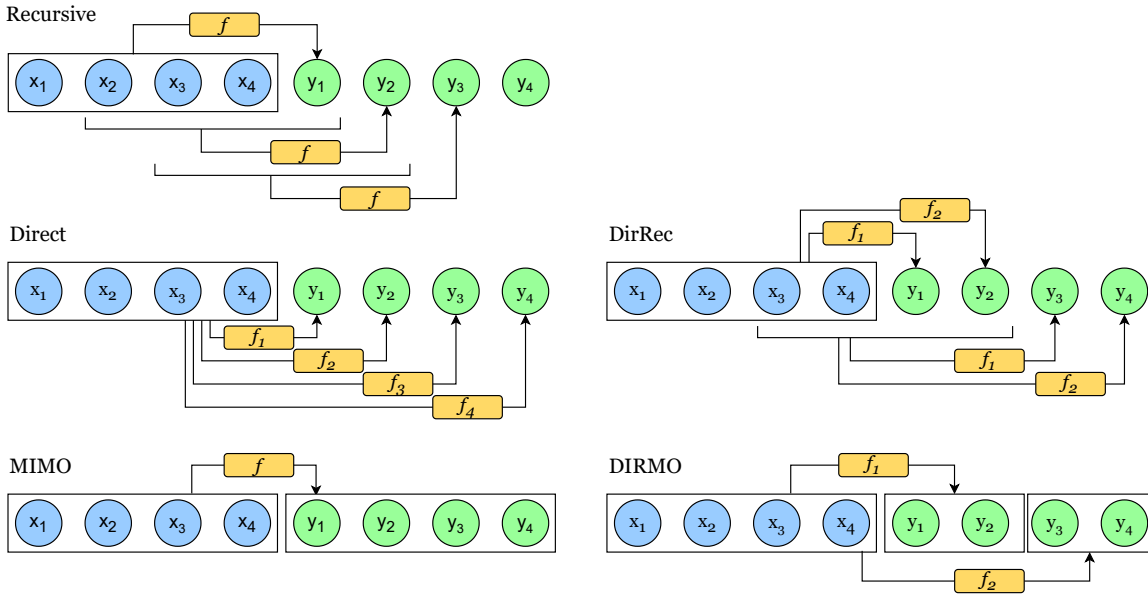 Recursive
f
x1 x2 x3 x4 y1 y2 y3 y4
f
f
Direct
x1 x2 x3 x4 y1 y2 y3 y4
f1
f2
f3
f4
DirRec
f2
f1
x1 x2 x3 x4 y1 y2 y3 y4
f1
f2
MIMO
f
x1 x2 x3 x4 y1 y2 y3 y4
DIRMO
f1
x1 x2 x3 x4 y1 y2 y3 y4
f2